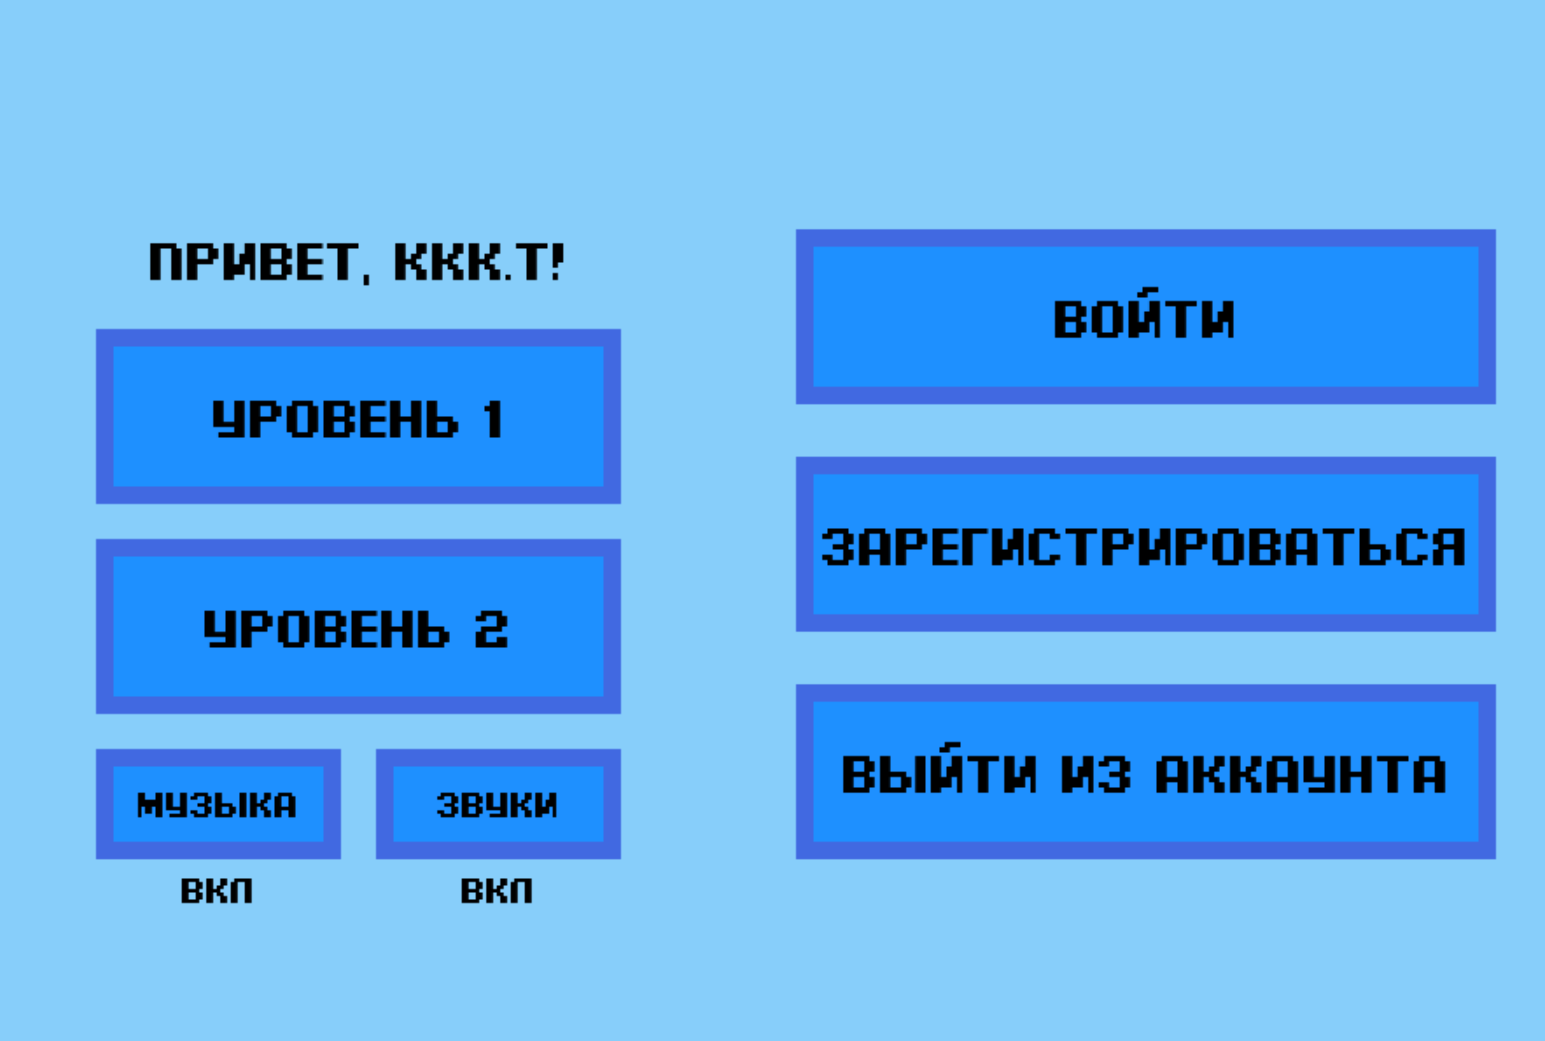 ПРИВЕТ, ККК.Т!
УРОВЕНЬ 1
УРОВЕНЬ 2
МУЗЫКА
ВКЛ
ЗВУКИ
ВКЛ
ВОЙТИ
ЗАРЕГИСТРИРОВАТЬСЯ
ВЫЙТИ ИЗ АККАУНТА